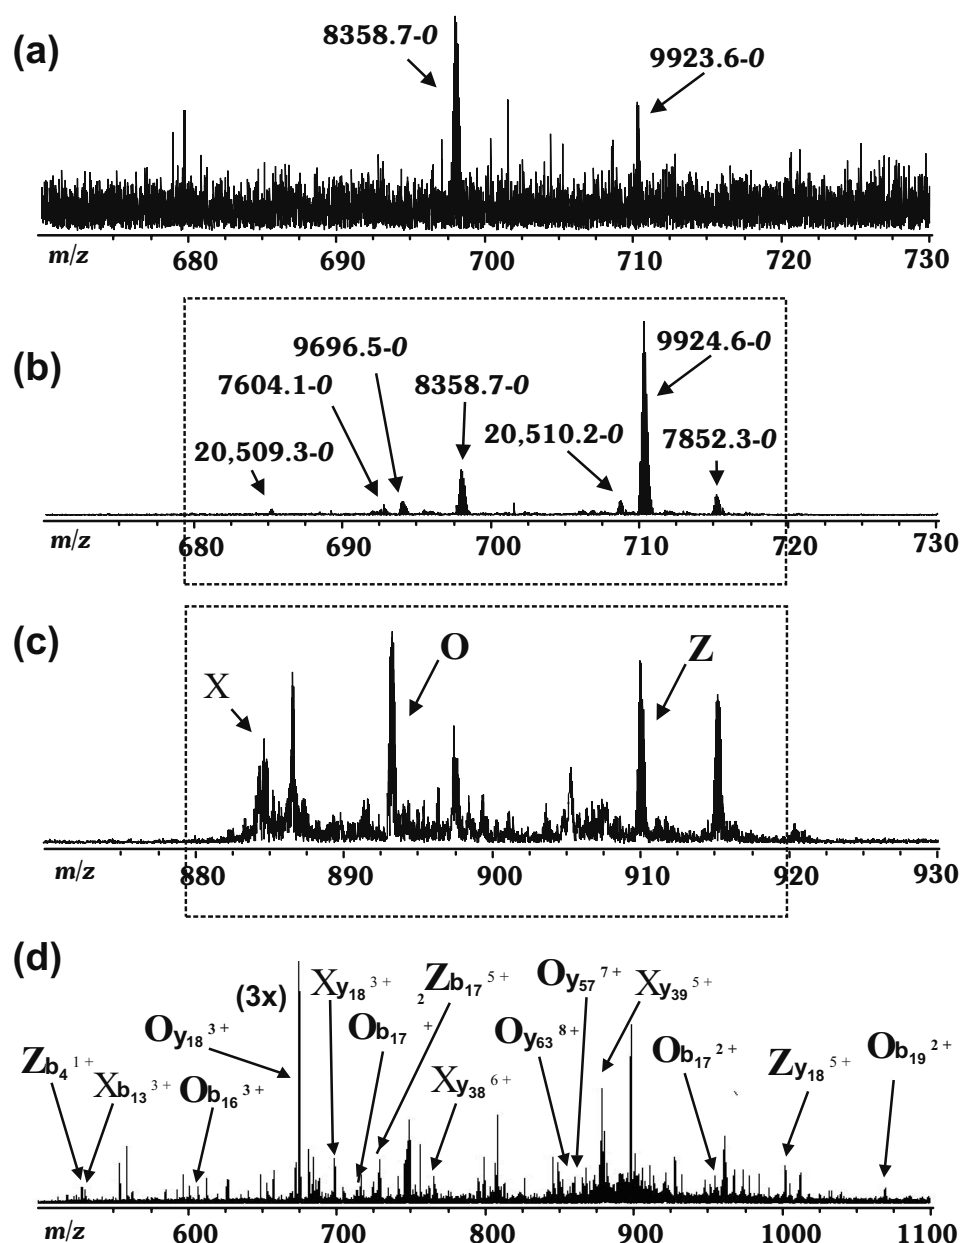 (a)
8358.7-0
9923.6-0
m/z 680 690 700 710 720 730
(b)
9696.5-0
9924.6-0
7604.1-0
8358.7-0
20,510.2-0
7852.3-0
20,509.3-0
m/z 680 690 700 710 720 730
(c)
X
O
Z
m/z 880 890 900 910 920 930
(d)
(3x)
Xy18 3+
2 Zb17 5+
Oy57 7+
Xy39 5+
Oy18 3+
Ob17 +
Oy63 8+
Ob17 2+
Ob19 2+
Zb4 1+
Xb13 3+
Ob16 3+
Xy38 6+
Zy18 5+
m/z 600 700 800 900 1000 1100